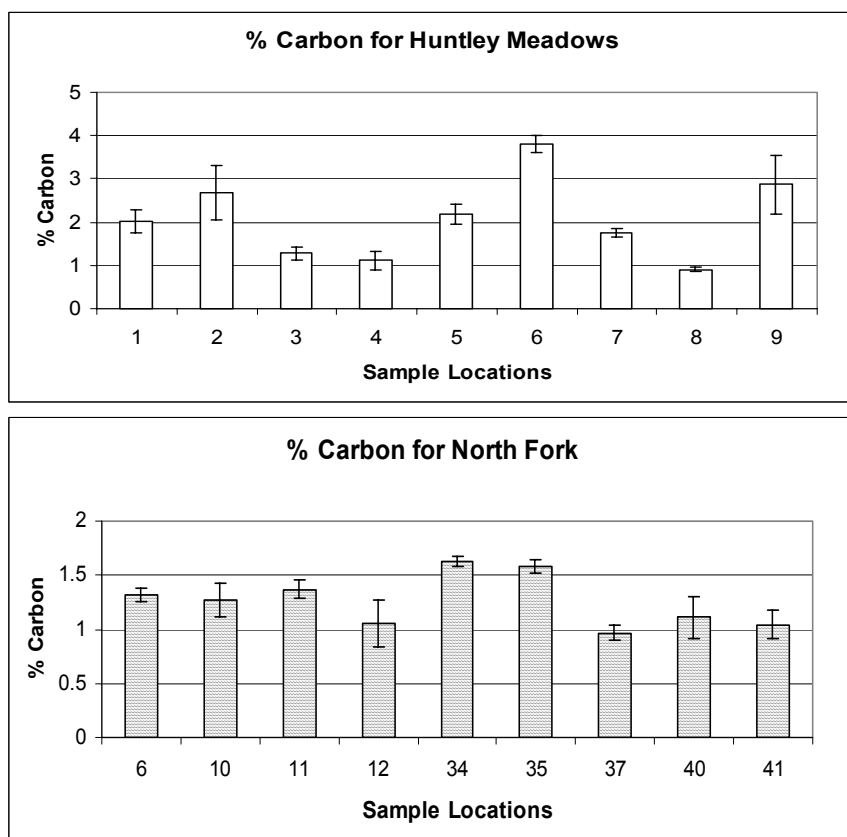 % Carbon for Huntley Meadows
5
4
3
2
1
0
% Carbon
1 2 3 4 5 6 7 8 9
Sample Locations
% Carbon for North Fork
2
1.5
1
0.5
0
% Carbon
6 10 11 12 34 35 37 40 41
Sample Locations